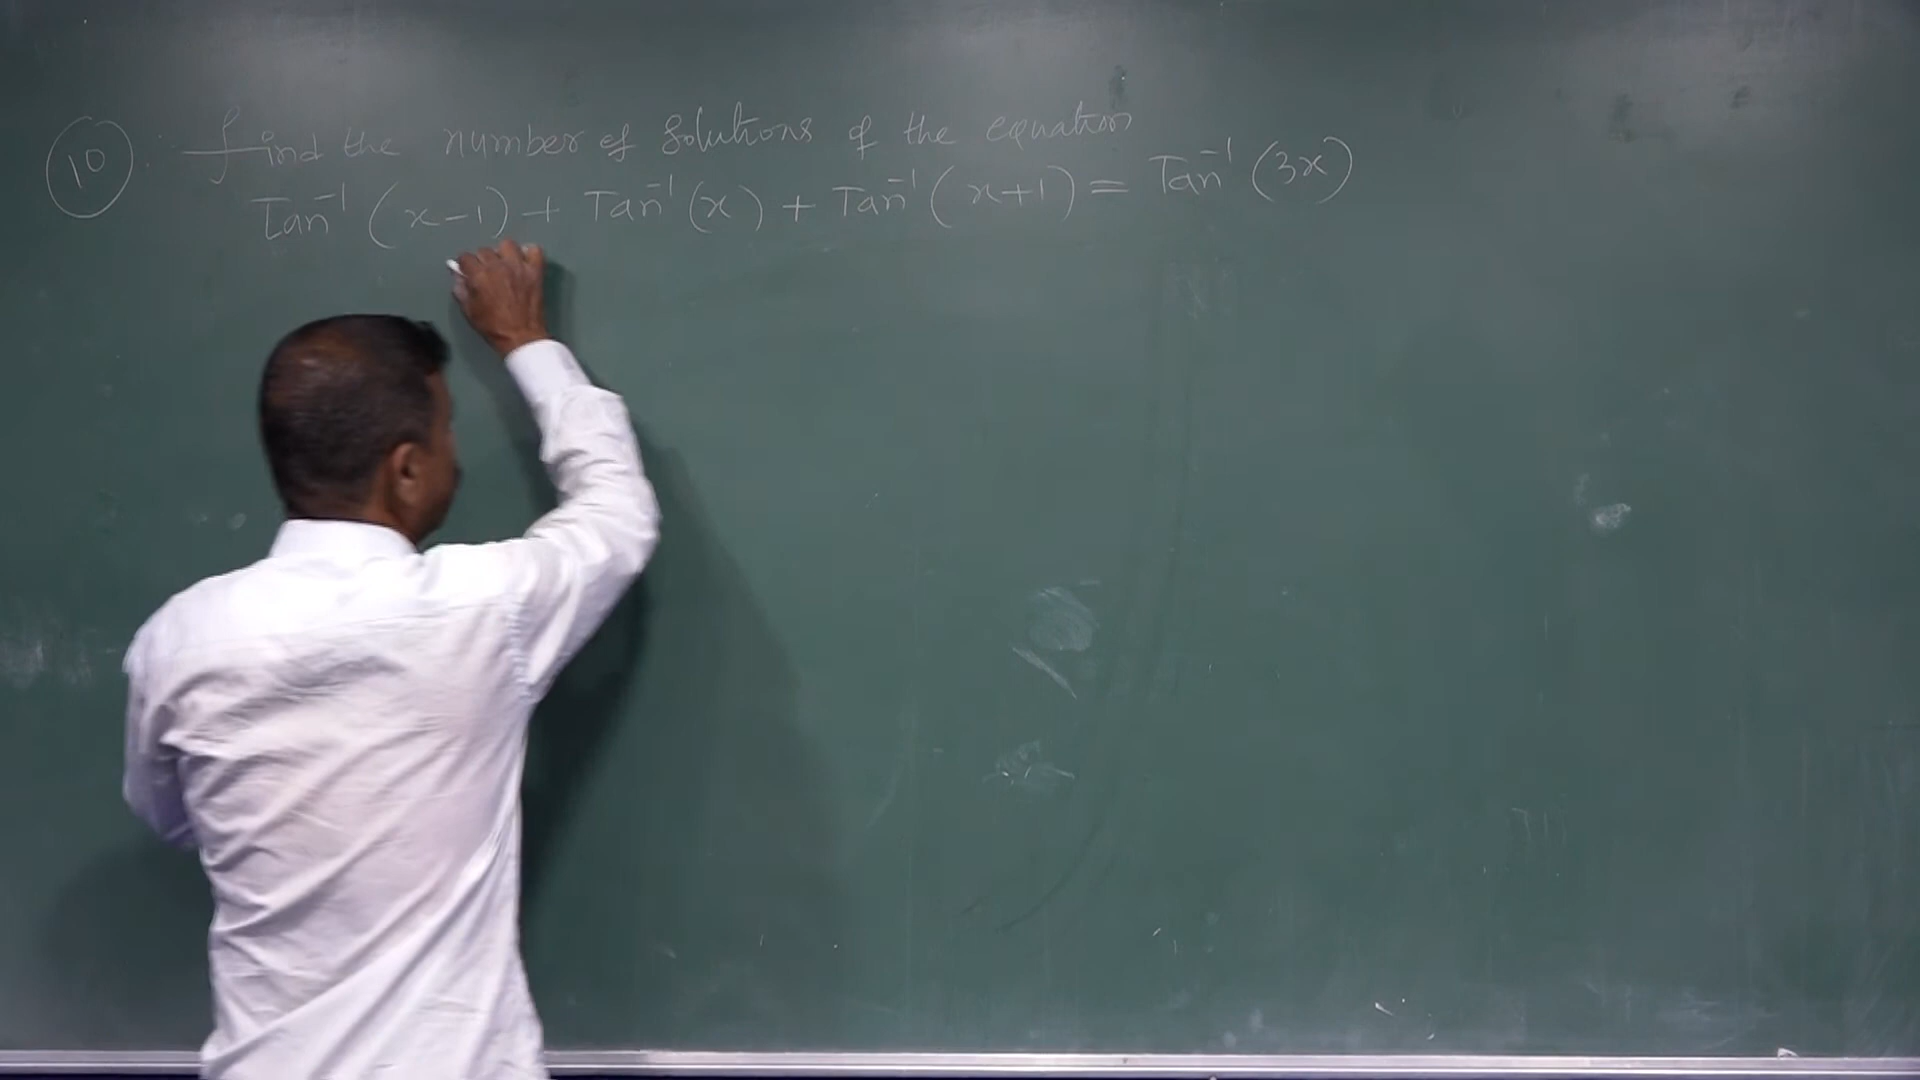 10. Find the number of solutions of the equation
Tan⁻¹(x-1) + Tan⁻¹(x) + Tan⁻¹(x+1) = Tan⁻¹(3x)